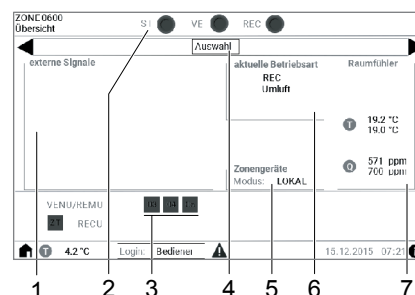 ZONE0600
Übersicht
ST VE REC
Auswahl
externe Signale
aktuelle Betriebsart
REC
Umluft
Raumfühler
T 19.2 °C
19.0 °C
Q 571 ppm
700 ppm
Zonengeräte
Modus: LOKAL
VENU/REMU
RECU
T 4.2 °C Login: Bediener 15.12.2015 07:21
1 2 3 4 5 6 7